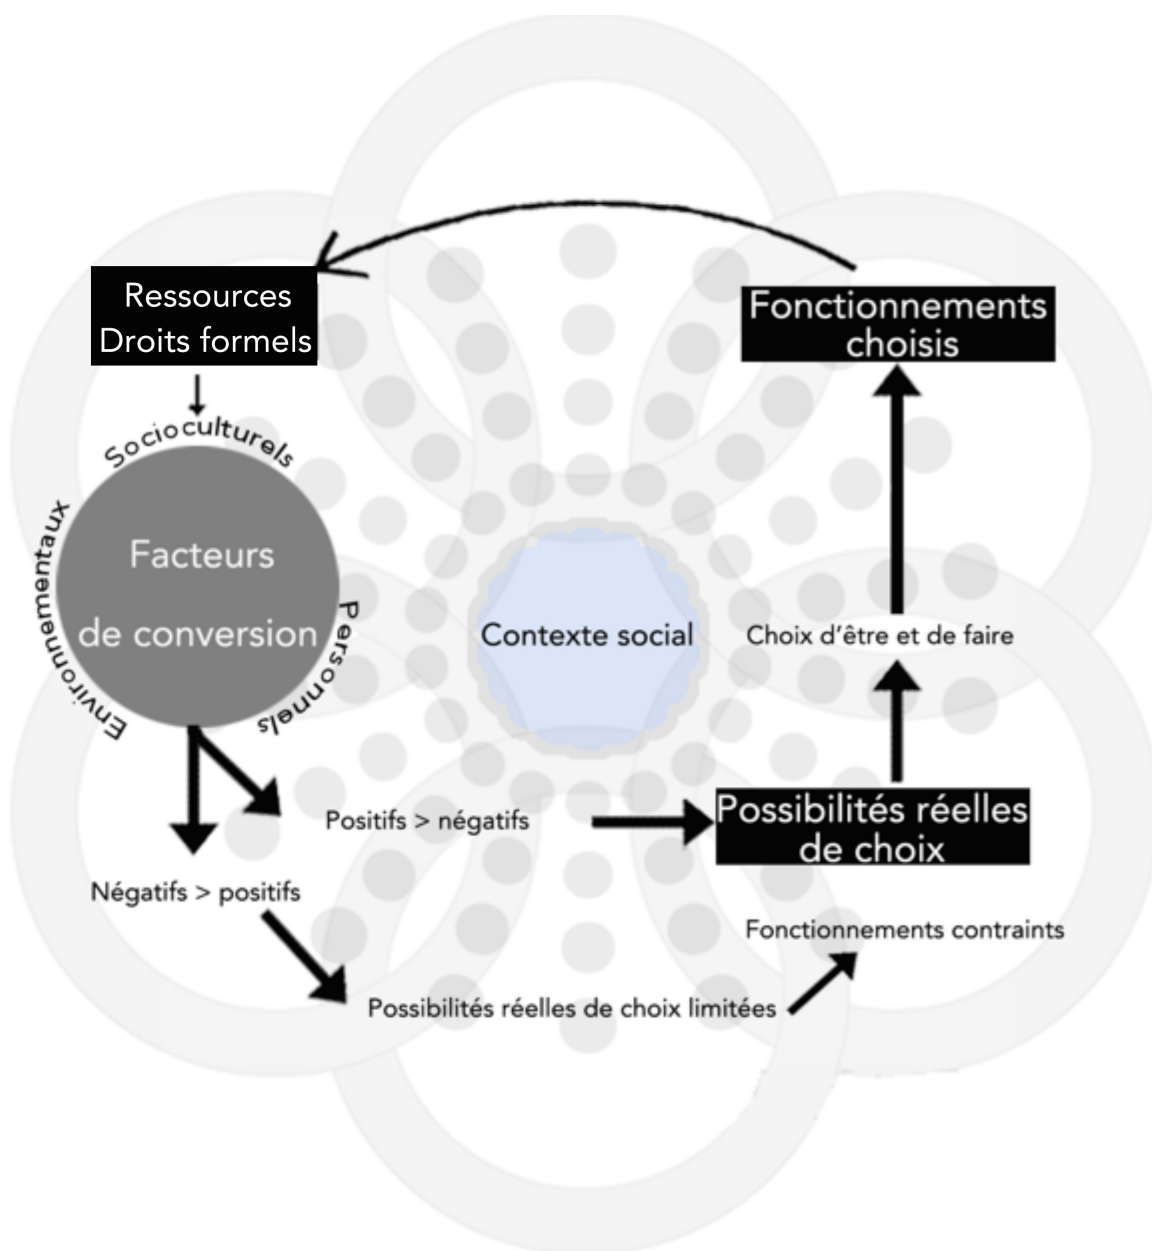 Ressources
Droits formels
Fonctionnements
choisis
Socioculturels
Environnementaux
Personnels
Facteurs
de conversion
Contexte social
Choix d'être et de faire
Positifs > négatifs
Possibilités réelles
de choix
Négatifs > positifs
Fonctionnements contraints
Possibilités réelles de choix limitées